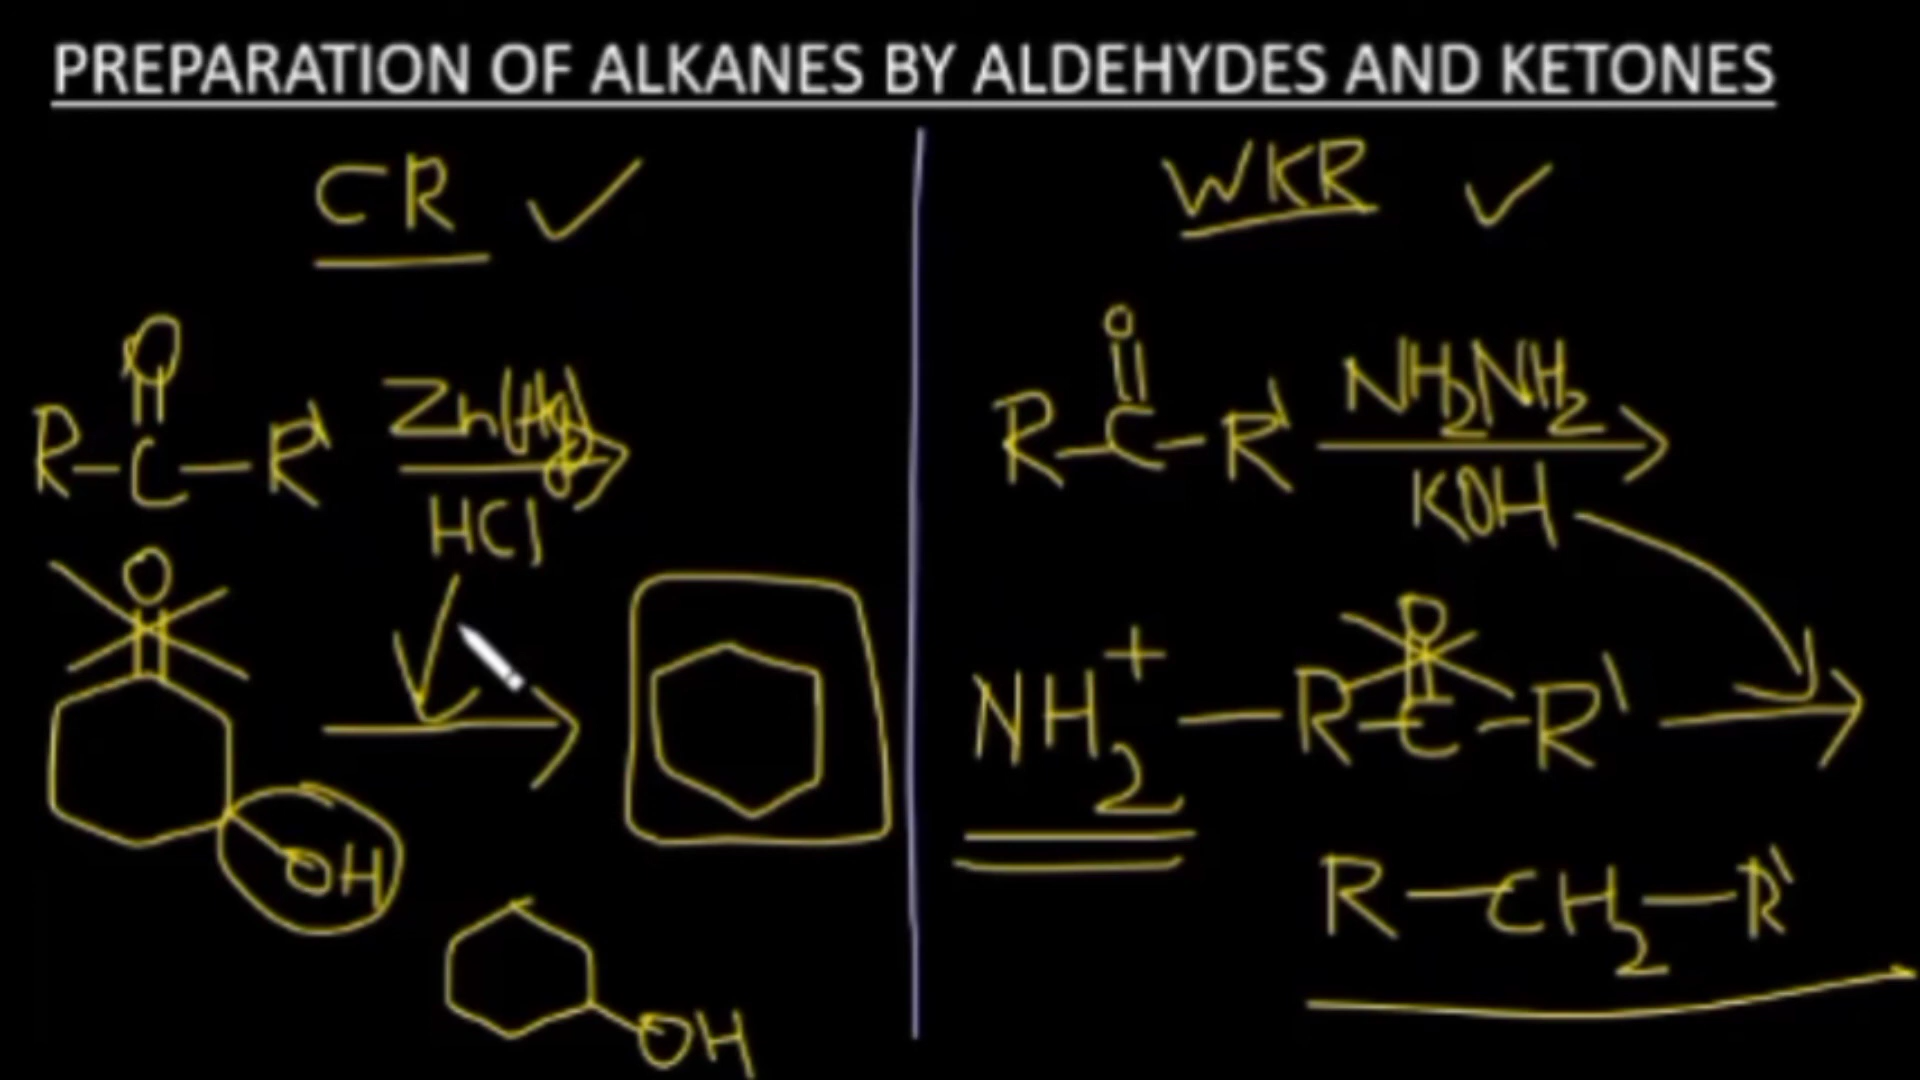 PREPARATION OF ALKANES BY ALDEHYDES AND KETONES
CR
O
R-C-R'
Zn(Hg)
HCl
O
OH
OH
WKR
O
R-C-R'
NH2NH2
KOH
O
NH2+ - R-C-R'
R-CH2-R'